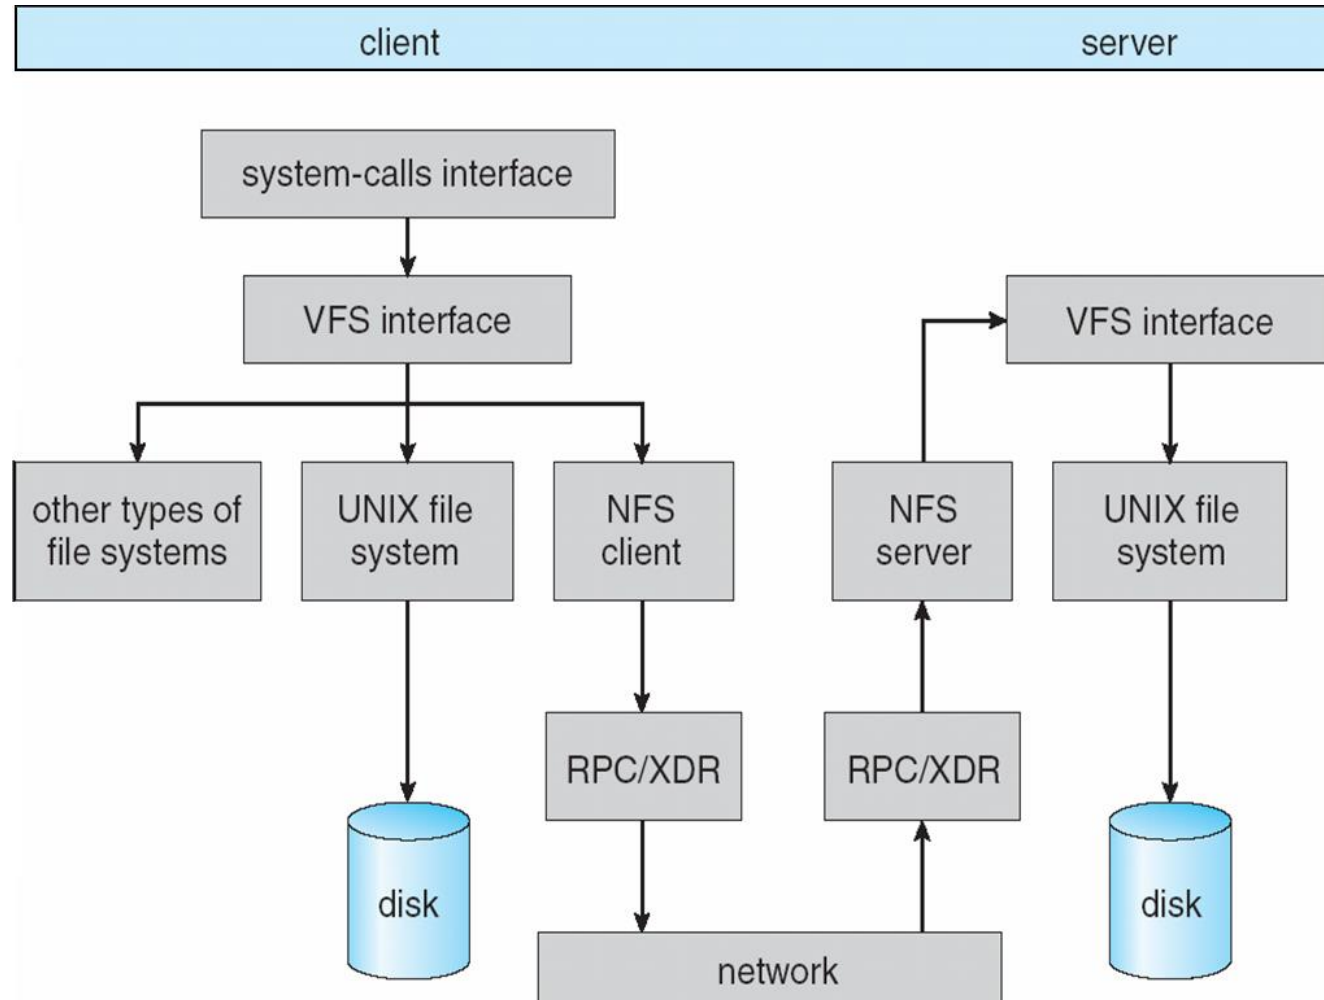 client
server
system-calls interface
VFS interface
VFS interface
other types of
file systems
UNIX file
system
NFS
client
NFS
server
UNIX file
system
RPC/XDR
RPC/XDR
disk
disk
network